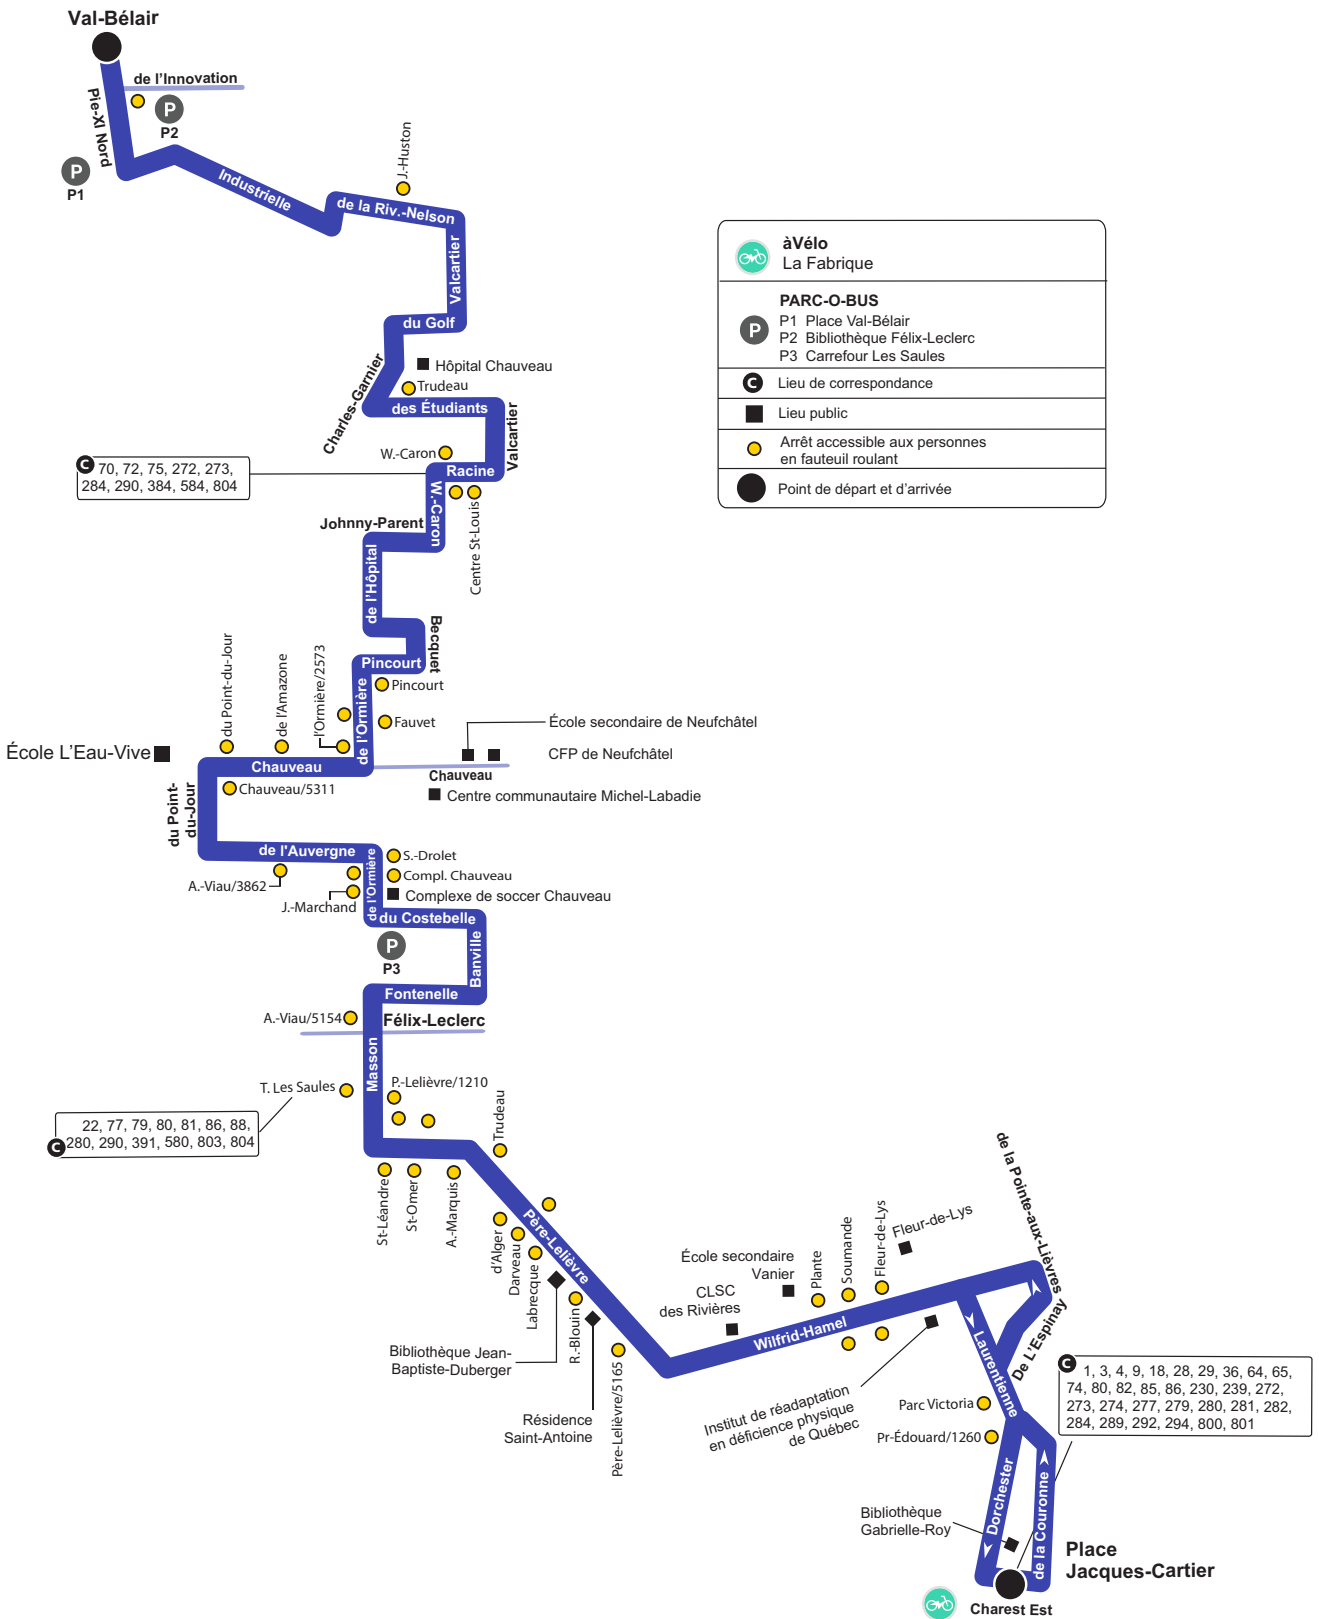 Val-Bélair
de l'Innovation
P
P2
Pie-XI Nord
P
P1
Industrielle
J.-Huston
de la Riv.-Nelson
Valcartier
du Golf
Charles-Garnier
Hôpital Chauveau
Trudeau
des Étudiants
Valcartier
W.-Caron
Racine
C 70, 72, 75, 272, 273,
284, 290, 384, 584, 804
W.-Caron
Centre St-Louis
Johnny-Parent
de l'Hôpital
Becquet
Pincourt
Pincourt
de l'Ormière
Fauvet
du Point-du-Jour
de l'Amazone
l'Ormière/2573
École secondaire de Neufchâtel
CFP de Neufchâtel
École L'Eau-Vive
Chauveau
Chauveau
Centre communautaire Michel-Labadie
Chauveau/5311
du Point-
du-Jour
de l'Auvergne
A.-Viau/3862
J.-Marchand
de l'Ormière
S.-Drolet
Compl. Chauveau
Complexe de soccer Chauveau
du Costebelle
P
P3
Banville
Fontenelle
A.-Viau/5154
Félix-Leclerc
Masson
T. Les Saules
P.-Lelièvre/1210
22, 77, 79, 80, 81, 86, 88,
C 280, 290, 391, 580, 803, 804
Trudeau
St-Léandre
St-Omer
A.-Marquis
d'Alger
Darveau
Labrecque
Père-Lelièvre
R.-Blouin
Bibliothèque Jean-
Baptiste-Duberger
Résidence
Saint-Antoine
Père-Lelièvre/5165
École secondaire
Vanier
CLSC
des Rivières
Plante
Soumande
Fleur-de-Lys
Fleur-de-Lys
Wilfrid-Hamel
Institut de réadaptation
en déficience physique
de Québec
de la Pointe-aux-Lièvres
De L'Espinay
Laurentienne
Parc Victoria
Pr-Édouard/1260
C 1, 3, 4, 9, 18, 28, 29, 36, 64, 65,
74, 80, 82, 85, 86, 230, 239, 272,
273, 274, 277, 279, 280, 281, 282,
284, 289, 292, 294, 800, 801
Dorchester
de la Couronne
Bibliothèque
Gabrielle-Roy
Place
Jacques-Cartier
Charest Est
àVélo
La Fabrique
PARC-O-BUS
P
P1 Place Val-Bélair
P2 Bibliothèque Félix-Leclerc
P3 Carrefour Les Saules
C Lieu de correspondance
Lieu public
Arrêt accessible aux personnes
en fauteuil roulant
Point de départ et d'arrivée